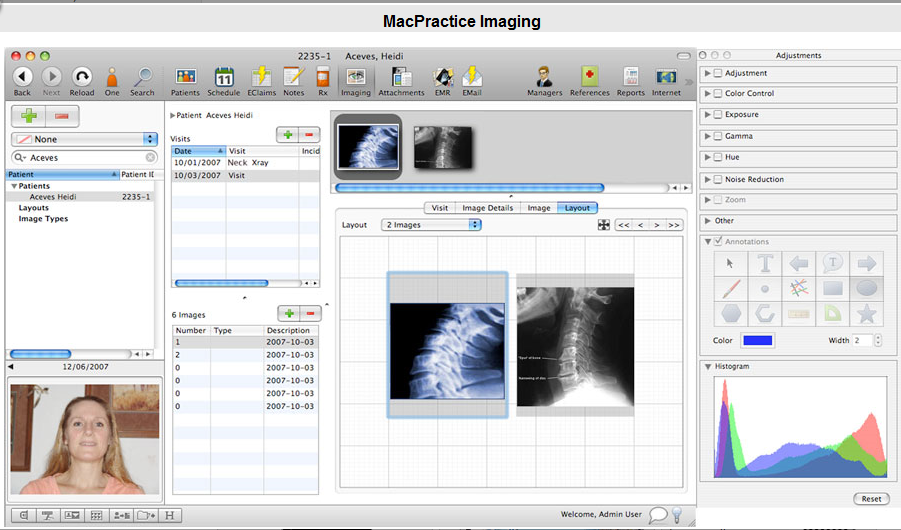 MacPractice Imaging
2235-1 Aceves, Heidi
Back Next Reload One Search Patients Schedule EClaims Notes Rx Imaging Attachments EMR EMail Managers References Reports Internet
11
None
Aceves
Patient Patient ID
Patients
Aceves Heidi 2235-1
Layouts
Image Types
12/06/2007
Patient Aceves Heidi
Visits
Date Visit Incid
10/01/2007 Neck Xray
10/03/2007 Visit
6 Images
Number Type Description
1 2007-10-03
2 2007-10-03
0 2007-10-03
0 2007-10-03
0 2007-10-03
0 2007-10-03
Visit Image Details Image Layout
Layout 2 Images << < > >>
Welcome, Admin User
Adjustments
Adjustment
Color Control
Exposure
Gamma
Hue
Noise Reduction
Zoom
Other
Annotations
T T
Color Width 2
Histogram
Reset